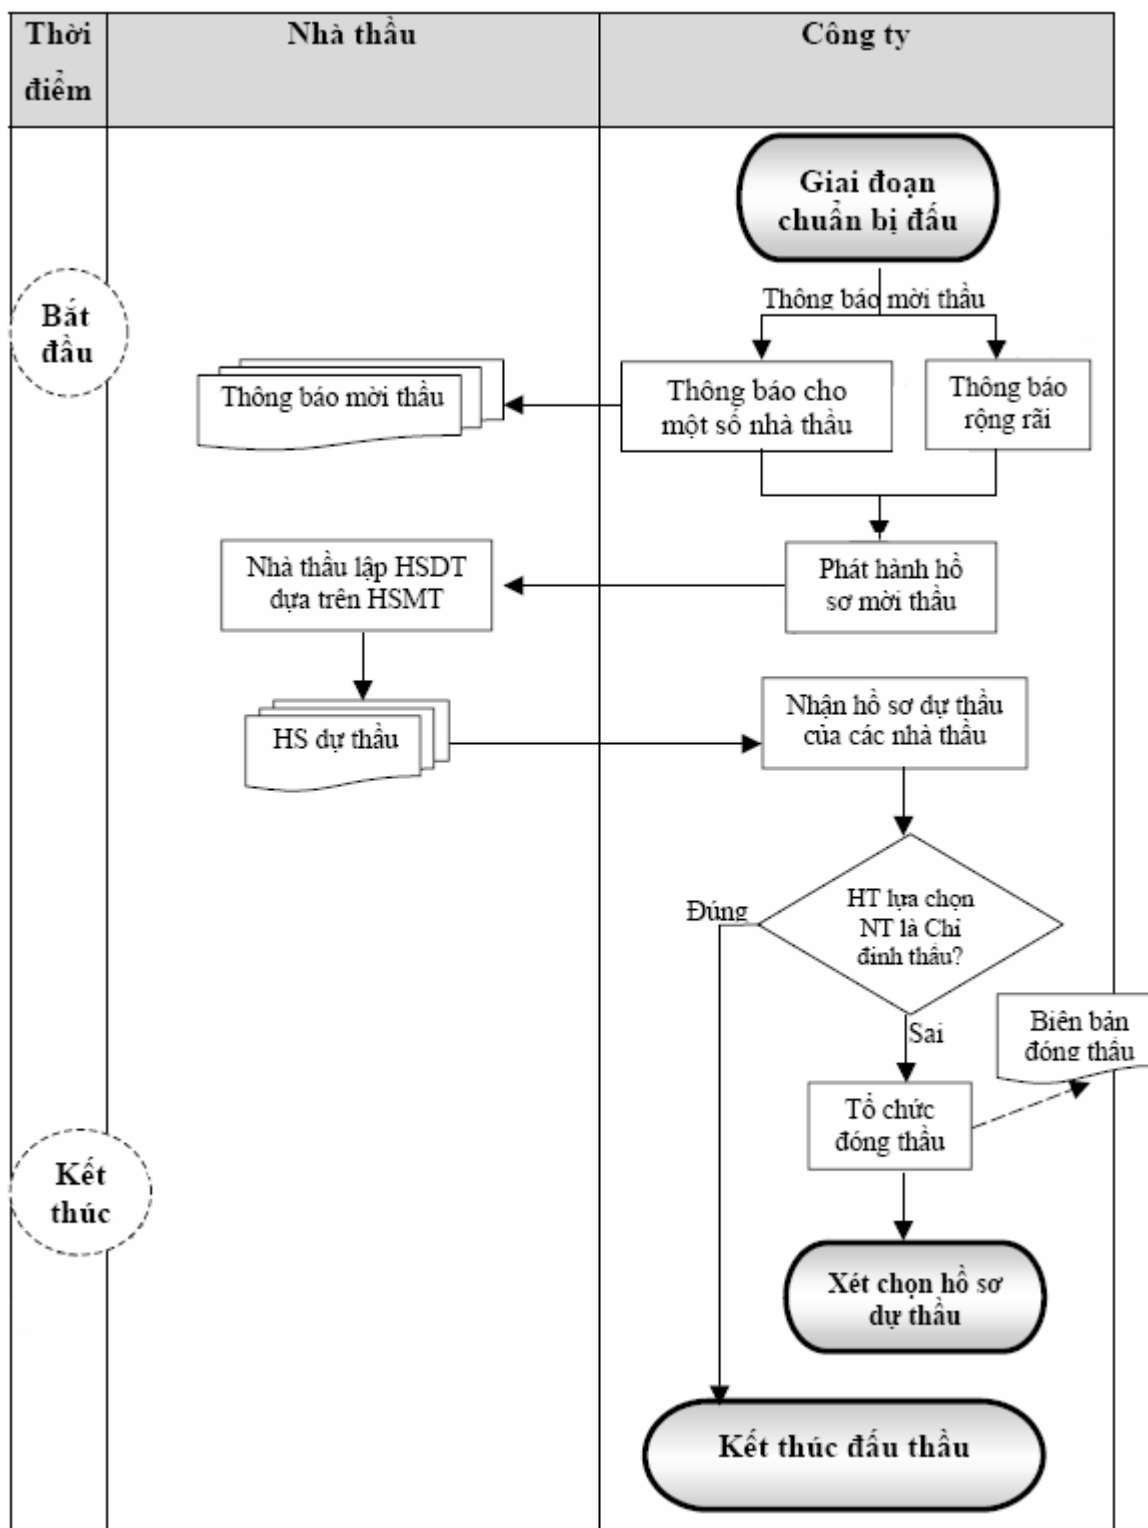 Thời
điểm
Nhà thầu
Công ty
Giai đoạn
chuẩn bị đấu
Thông báo mời thầu
Bắt
đầu
Thông báo mời thầu
Thông báo cho
một số nhà thầu
Thông báo
rộng rãi
Nhà thầu lập HSDT
dựa trên HSMT
Phát hành hồ
sơ mời thầu
HS dự thầu
Nhận hồ sơ dự thầu
của các nhà thầu
HT lựa chọn
NT là Chỉ
đinh thầu?
Đúng
Sai
Biên bản
đóng thầu
Tổ chức
đóng thầu
Kết
thúc
Xét chọn hồ sơ
dự thầu
Kết thúc đấu thầu